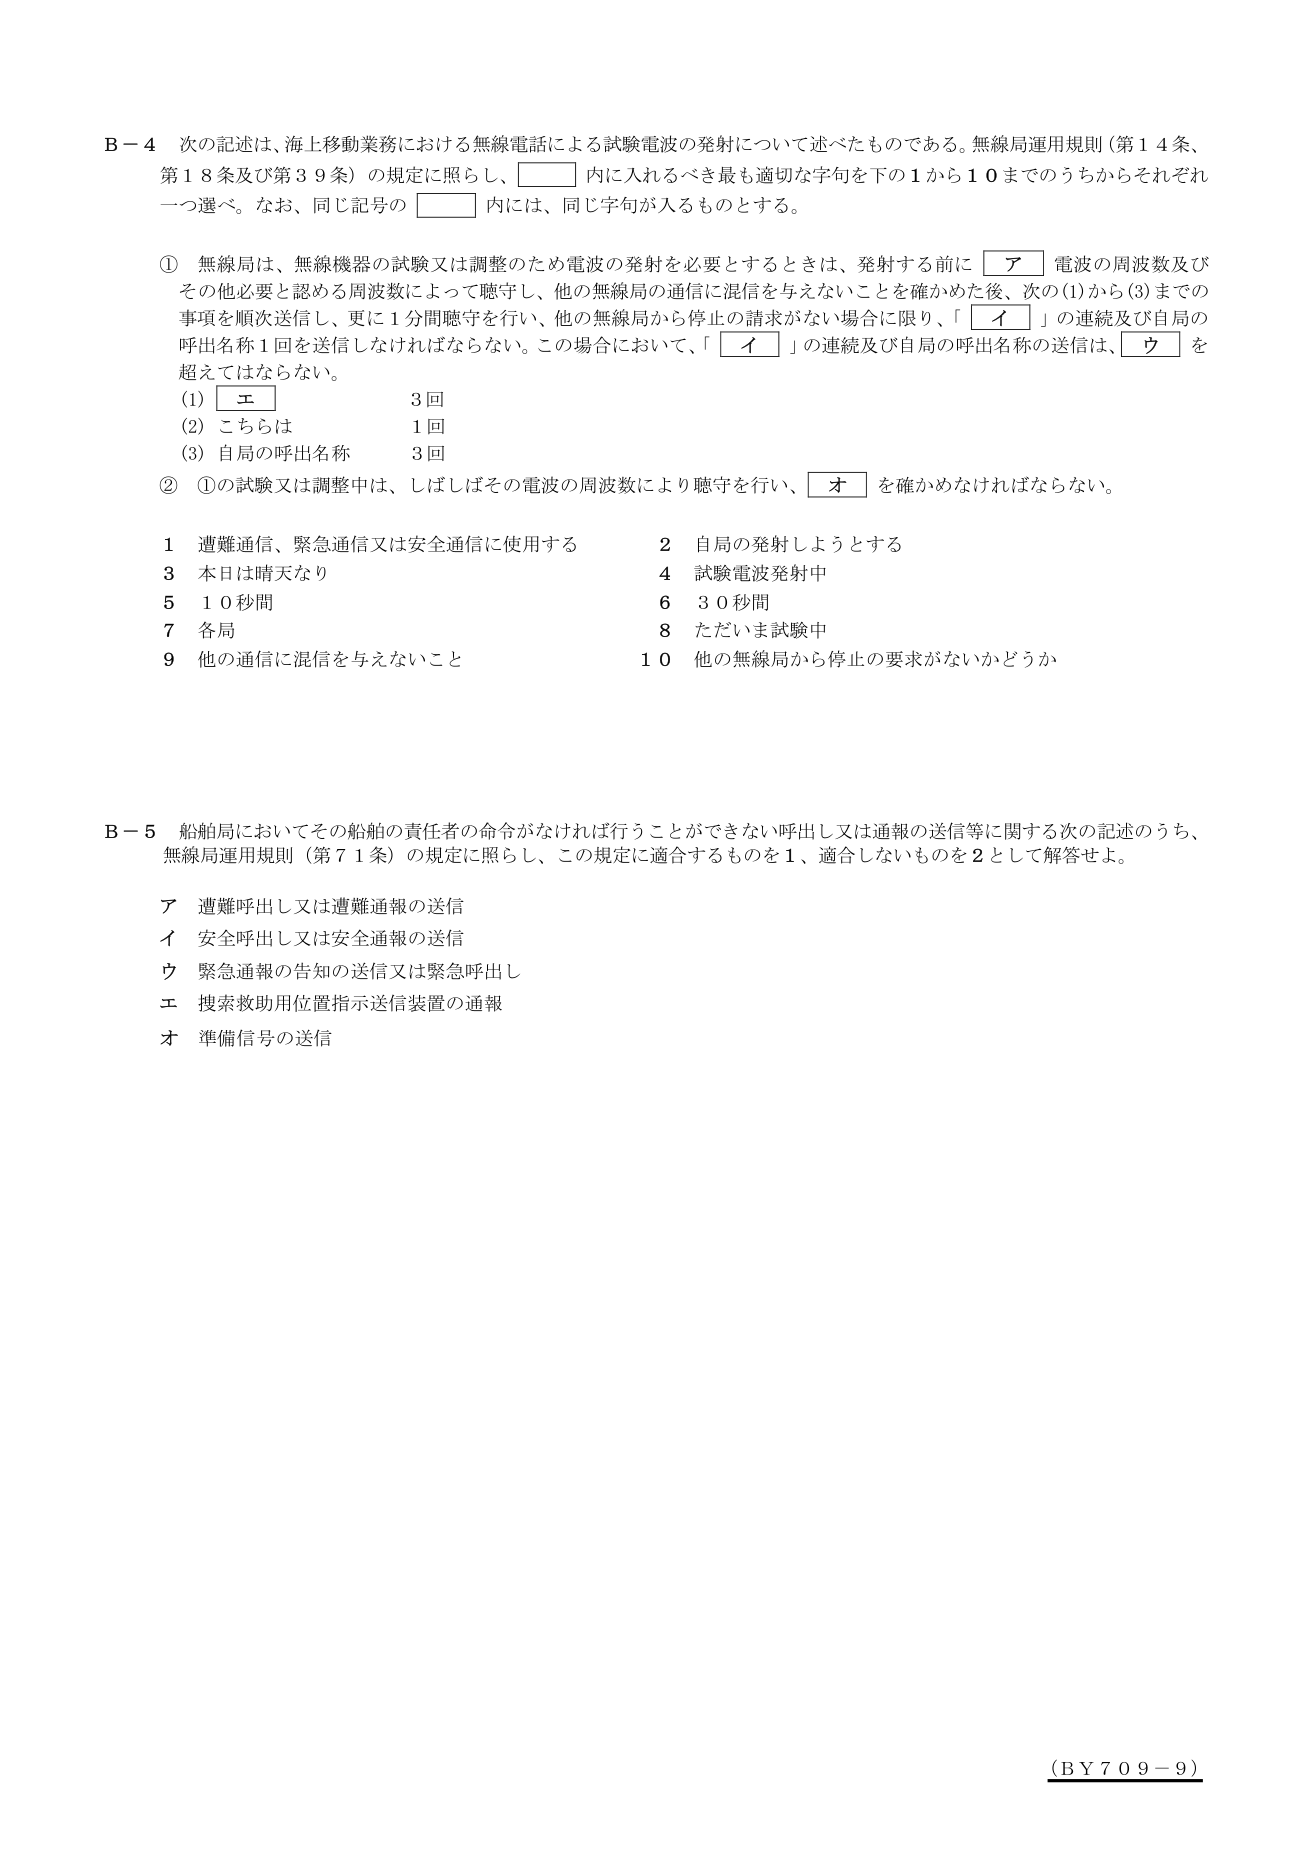 Ｂ－４　次の記述は、海上移動業務における無線電話による試験電波の発射について述べたものである。無線局運用規則（第１４条、
第１８条及び第３９条）の規定に照らし、　　　内に入れるべき最も適切な字句を下の１から１０までのうちからそれぞれ
一つ選べ。なお、同じ記号の　　　内には、同じ字句が入るものとする。
①　無線局は、無線機器の試験又は調整のため電波の発射を必要とするときは、発射する前に ア 電波の周波数及び
その他必要と認める周波数によって聴守し、他の無線局の通信に混信を与えないことを確かめた後、次の(1)から(3)までの
事項を順次送信し、更に１分間聴守を行い、他の無線局から停止の請求がない場合に限り、「 イ 」の連続及び自局の
呼出名称１回を送信しなければならない。この場合において、「 イ 」の連続及び自局の呼出名称の送信は、 ウ を
超えてはならない。
(1) エ　３回
(2) こちらは　１回
(3) 自局の呼出名称　３回
②　①の試験又は調整中は、しばしばその電波の周波数により聴守を行い、 オ を確かめなければならない。
１　遭難通信、緊急通信又は安全通信に使用する　２　自局の発射しようとする
３　本日は晴天なり　４　試験電波発射中
５　１０秒間　６　３０秒間
７　各局　８　ただいま試験中
９　他の通信に混信を与えないこと　１０　他の無線局から停止の要求がないかどうか
Ｂ－５　船舶局においてその船舶の責任者の命令がなければ行うことができない呼出し又は通報の送信等に関する次の記述のうち、
無線局運用規則（第７１条）の規定に照らし、この規定に適合するものを１、適合しないものを２として解答せよ。
ア　遭難呼出し又は遭難通報の送信
イ　安全呼出し又は安全通報の送信
ウ　緊急通報の告知の送信又は緊急呼出し
エ　捜索救助用位置指示送信装置の通報
オ　準備信号の送信
（ＢＹ７０９－９）